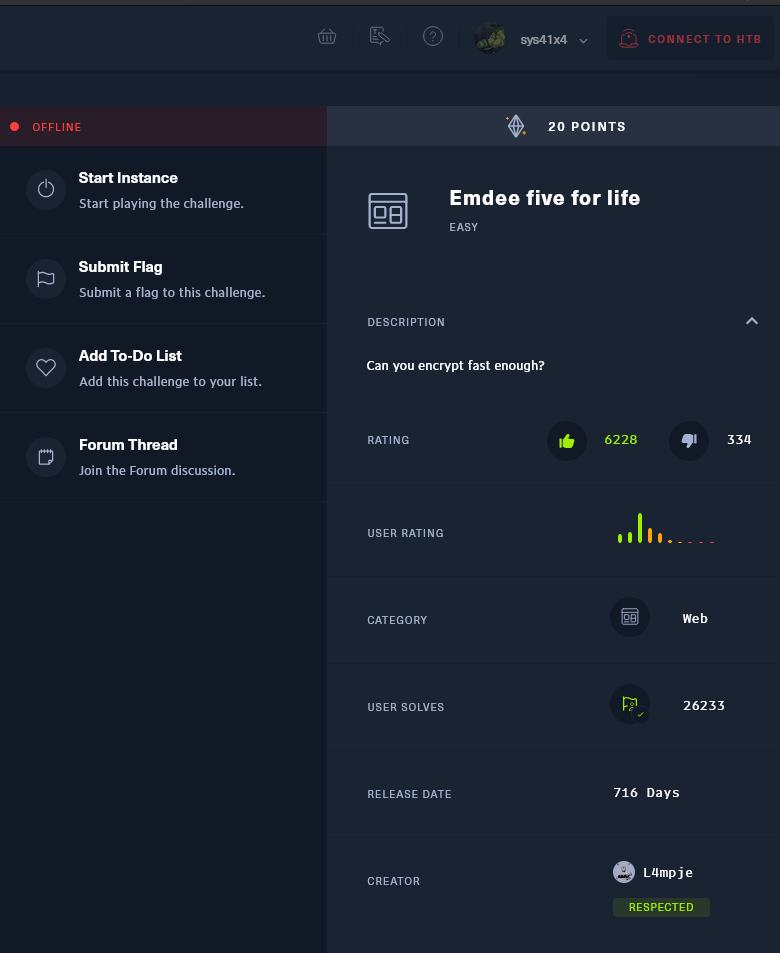 sys41x4
CONNECT TO HTB
OFFLINE
Start Instance
Start playing the challenge.
Submit Flag
Submit a flag to this challenge.
Add To-Do List
Add this challenge to your list.
Forum Thread
Join the Forum discussion.
20 POINTS
Emdee five for life
EASY
DESCRIPTION
Can you encrypt fast enough?
RATING
6228
334
USER RATING
CATEGORY
Web
USER SOLVES
26233
RELEASE DATE
716 Days
CREATOR
L4mpje
RESPECTED